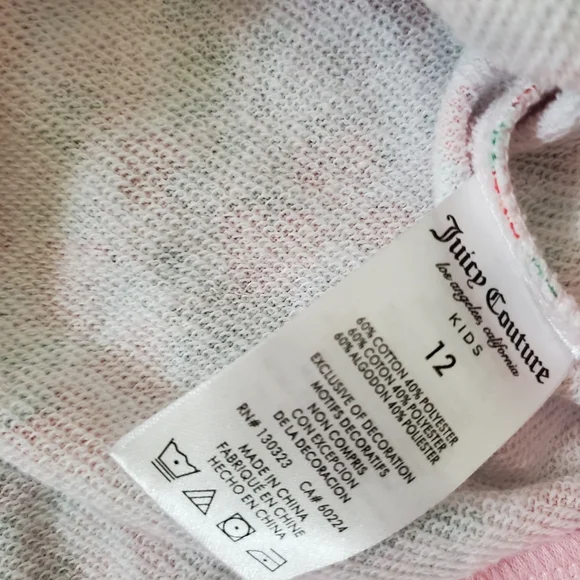 Juicy Couture
los angeles, california
KIDS
12
60% COTTON 40% POLYESTER
60% COTON 40% POLYESTER
60% ALGODON 40% POLIESTER
EXCLUSIVE OF DECORATION
MOTIFS DECORATIFS
NON COMPRIS
CON EXCEPCION
DE LA DECORACION
RN# 130323 CA# 60224
MADE IN CHINA
FABRIQUÉ EN CHINE
HECHO EN CHINA